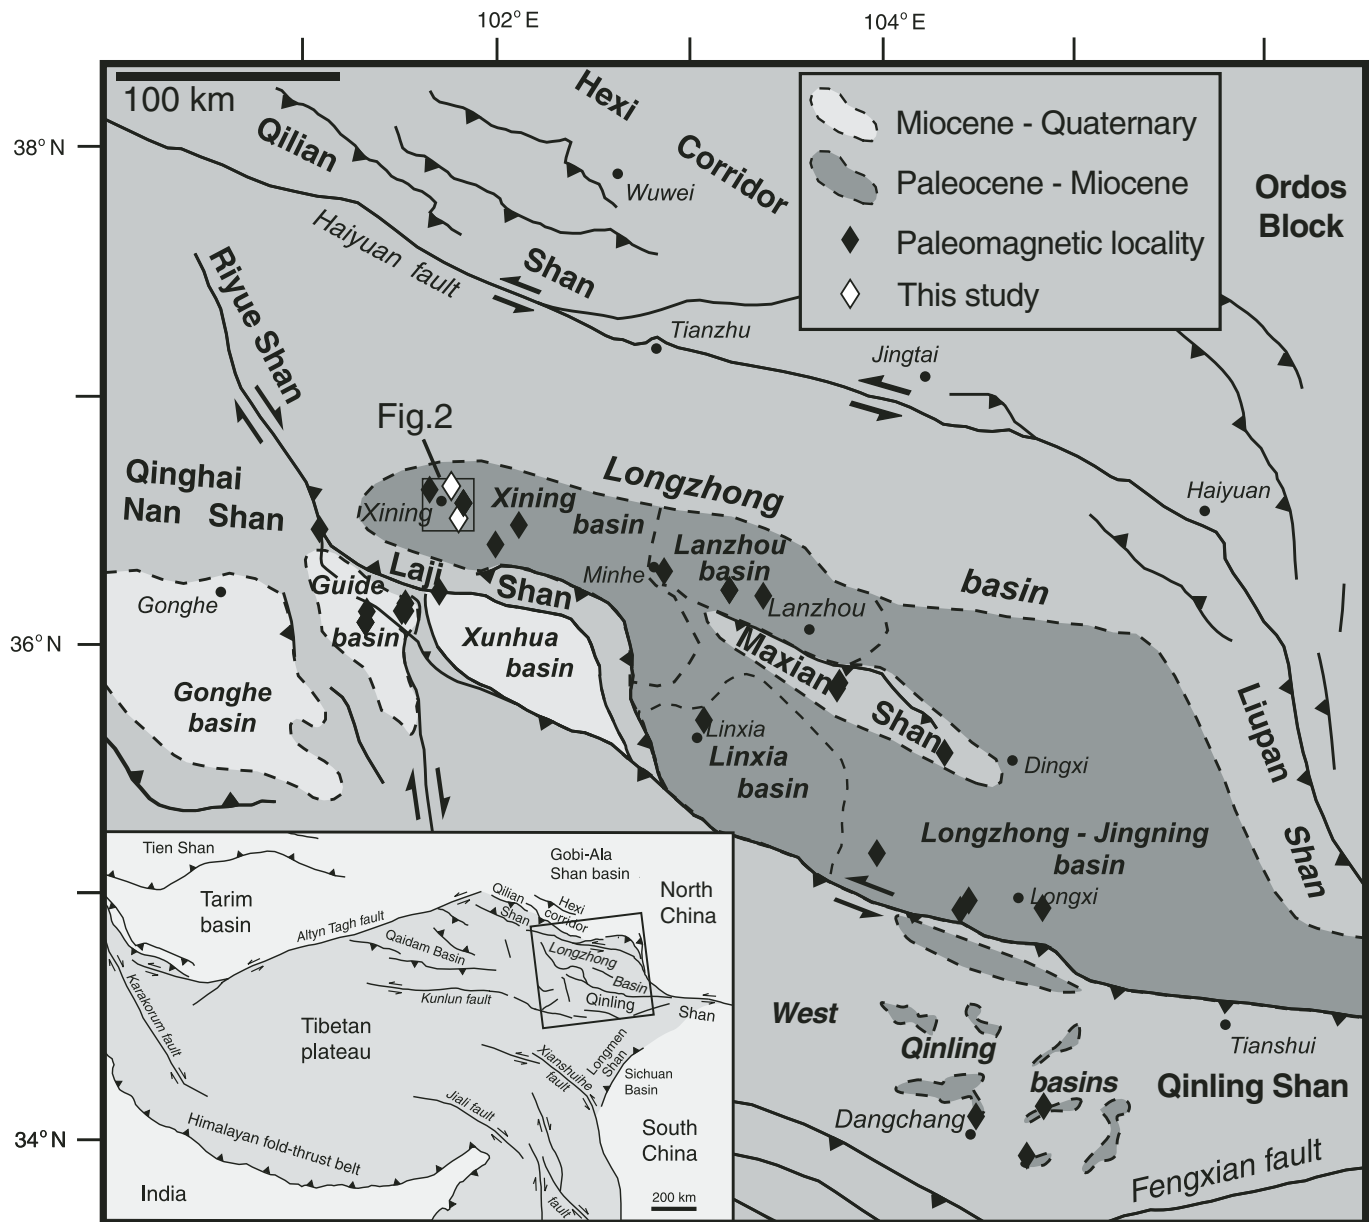 102°E
104°E
100 km
38°N
36°N
34°N
Miocene - Quaternary
Paleocene - Miocene
Paleomagnetic locality
This study
Hexi
Corridor
Qilian
Shan
Wuwei
Haiyuan fault
Ordos
Block
Riyue Shan
Tianzhu
Jingtai
Fig.2
Qinghai
Nan Shan
Longzhong
basin
Haiyuan
Xining
Xining
basin
Lanzhou
basin
Minhe
Lanzhou
Laji
Shan
Guide
basin
Gonghe
Gonghe
basin
Xunhua
basin
Maxian
Shan
Liupan
Shan
Linxia
Linxia
basin
Dingxi
Longzhong - Jingning
basin
Longxi
West
Qinling
basins
Tianshui
Qinling Shan
Dangchang
Fengxian fault
Tien Shan
Gobi-Ala
Shan basin
Tarim
basin
North
China
Qilian
Shan
Hexi
corridor
Altyn Tagh fault
Qaidam Basin
Longzhong
Basin
Kunlun fault
Qinling
Shan
Karakorum fault
Tibetan
plateau
Xianshuihe
fault
Longmen
Shan
Sichuan
Basin
Jiali fault
Himalayan fold-thrust belt
South
China
India
fault
200 km